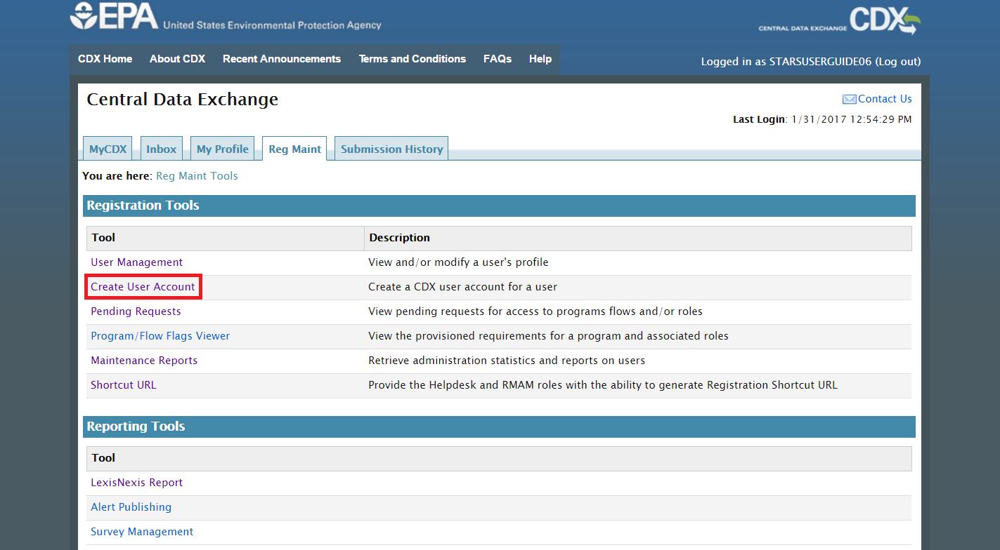 EPA United States Environmental Protection Agency
CENTRAL DATA EXCHANGE CDX
CDX Home About CDX Recent Announcements Terms and Conditions FAQs Help
Logged in as STARSUSERGUIDE06 (Log out)
Central Data Exchange
Contact Us
Last Login: 1/31/2017 12:54:29 PM
MyCDX Inbox My Profile Reg Maint Submission History
You are here: Reg Maint Tools
Registration Tools
Tool Description
User Management View and/or modify a user's profile
Create User Account Create a CDX user account for a user
Pending Requests View pending requests for access to programs flows and/or roles
Program/Flow Flags Viewer View the provisioned requirements for a program and associated roles
Maintenance Reports Retrieve administration statistics and reports on users
Shortcut URL Provide the Helpdesk and RMAM roles with the ability to generate Registration Shortcut URL
Reporting Tools
Tool
LexisNexis Report
Alert Publishing
Survey Management